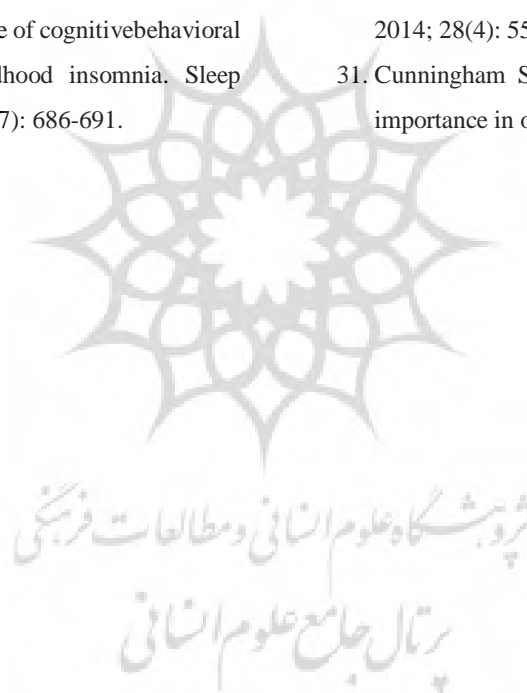 e of cognitivebehavioral
dhood insomnia. Sleep
7): 686-691.
2014; 28(4): 55
31. Cunningham S
importance in o
پژوهشگاه علوم انسانی و مطالعات فرهنگی
پرتال جامع علوم انسانی